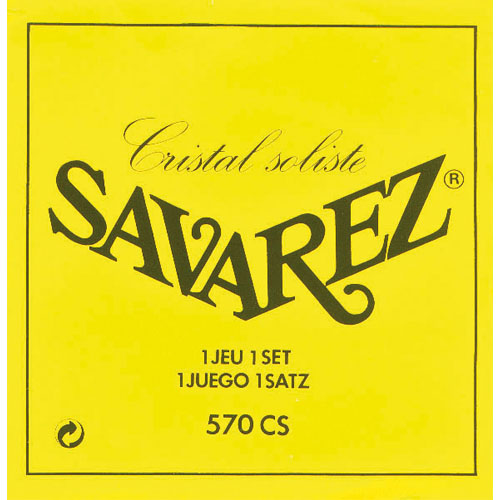 Cristal soliste
SAVAREZ®
1 JEU 1 SET
1 JUEGO 1 SATZ
570 CS